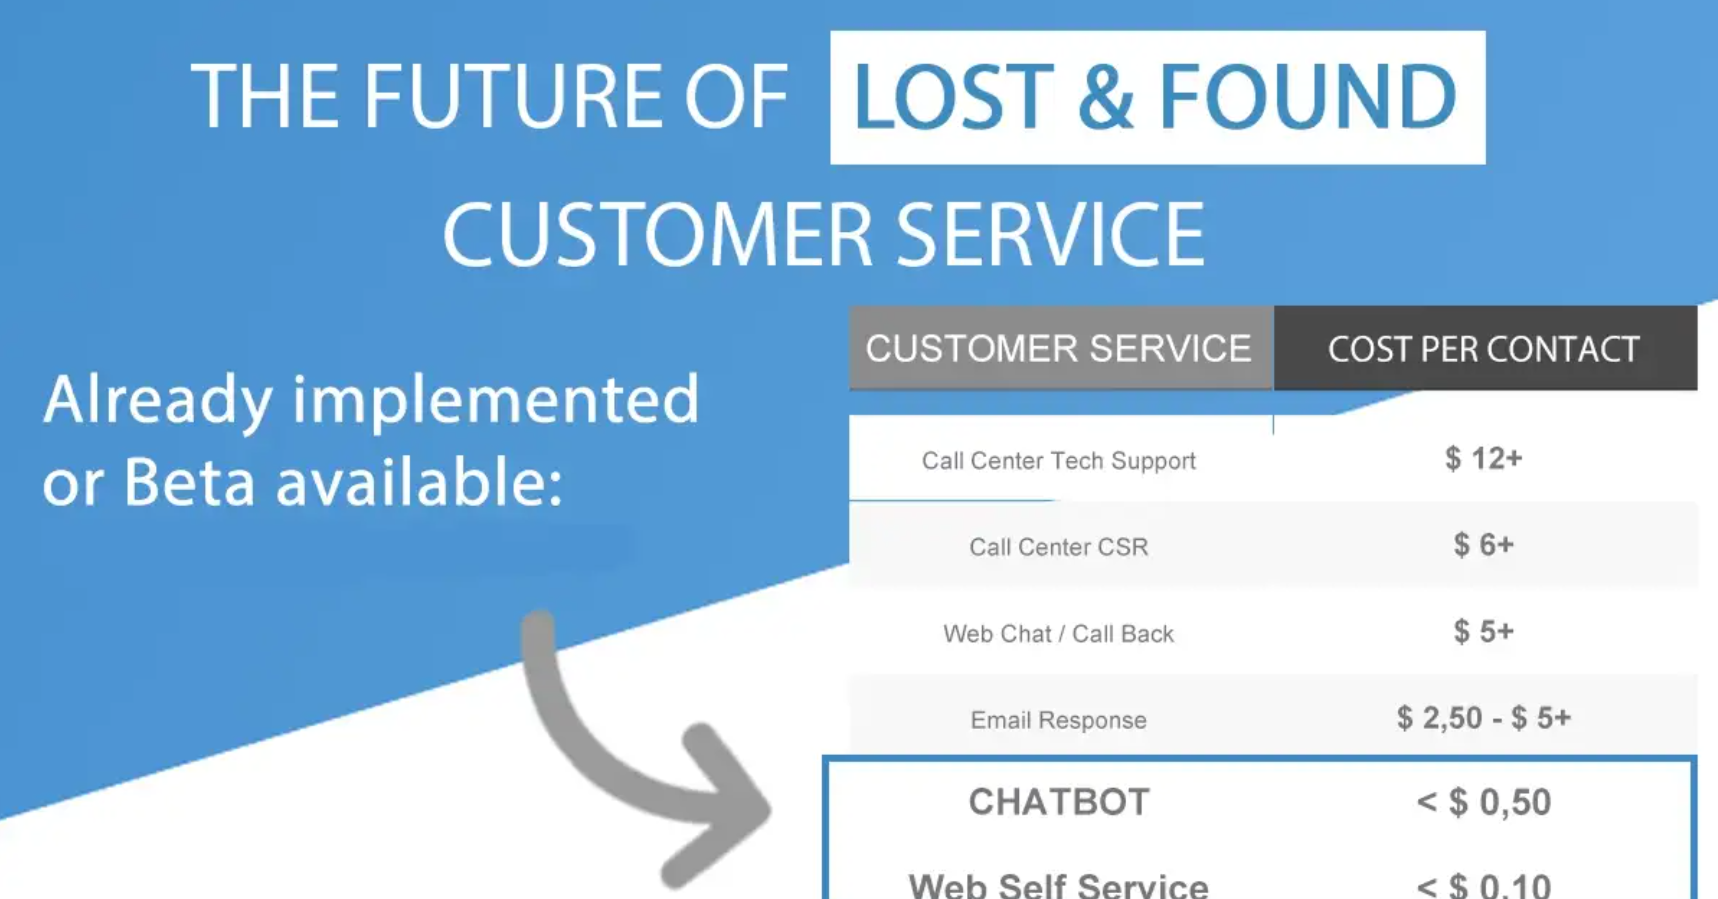 THE FUTURE OF LOST & FOUND
CUSTOMER SERVICE
Already implemented
or Beta available:
CUSTOMER SERVICE COST PER CONTACT
Call Center Tech Support $ 12+
Call Center CSR $ 6+
Web Chat / Call Back $ 5+
Email Response $ 2,50 - $ 5+
CHATBOT < $ 0,50
Web Self Service < $ 0,10